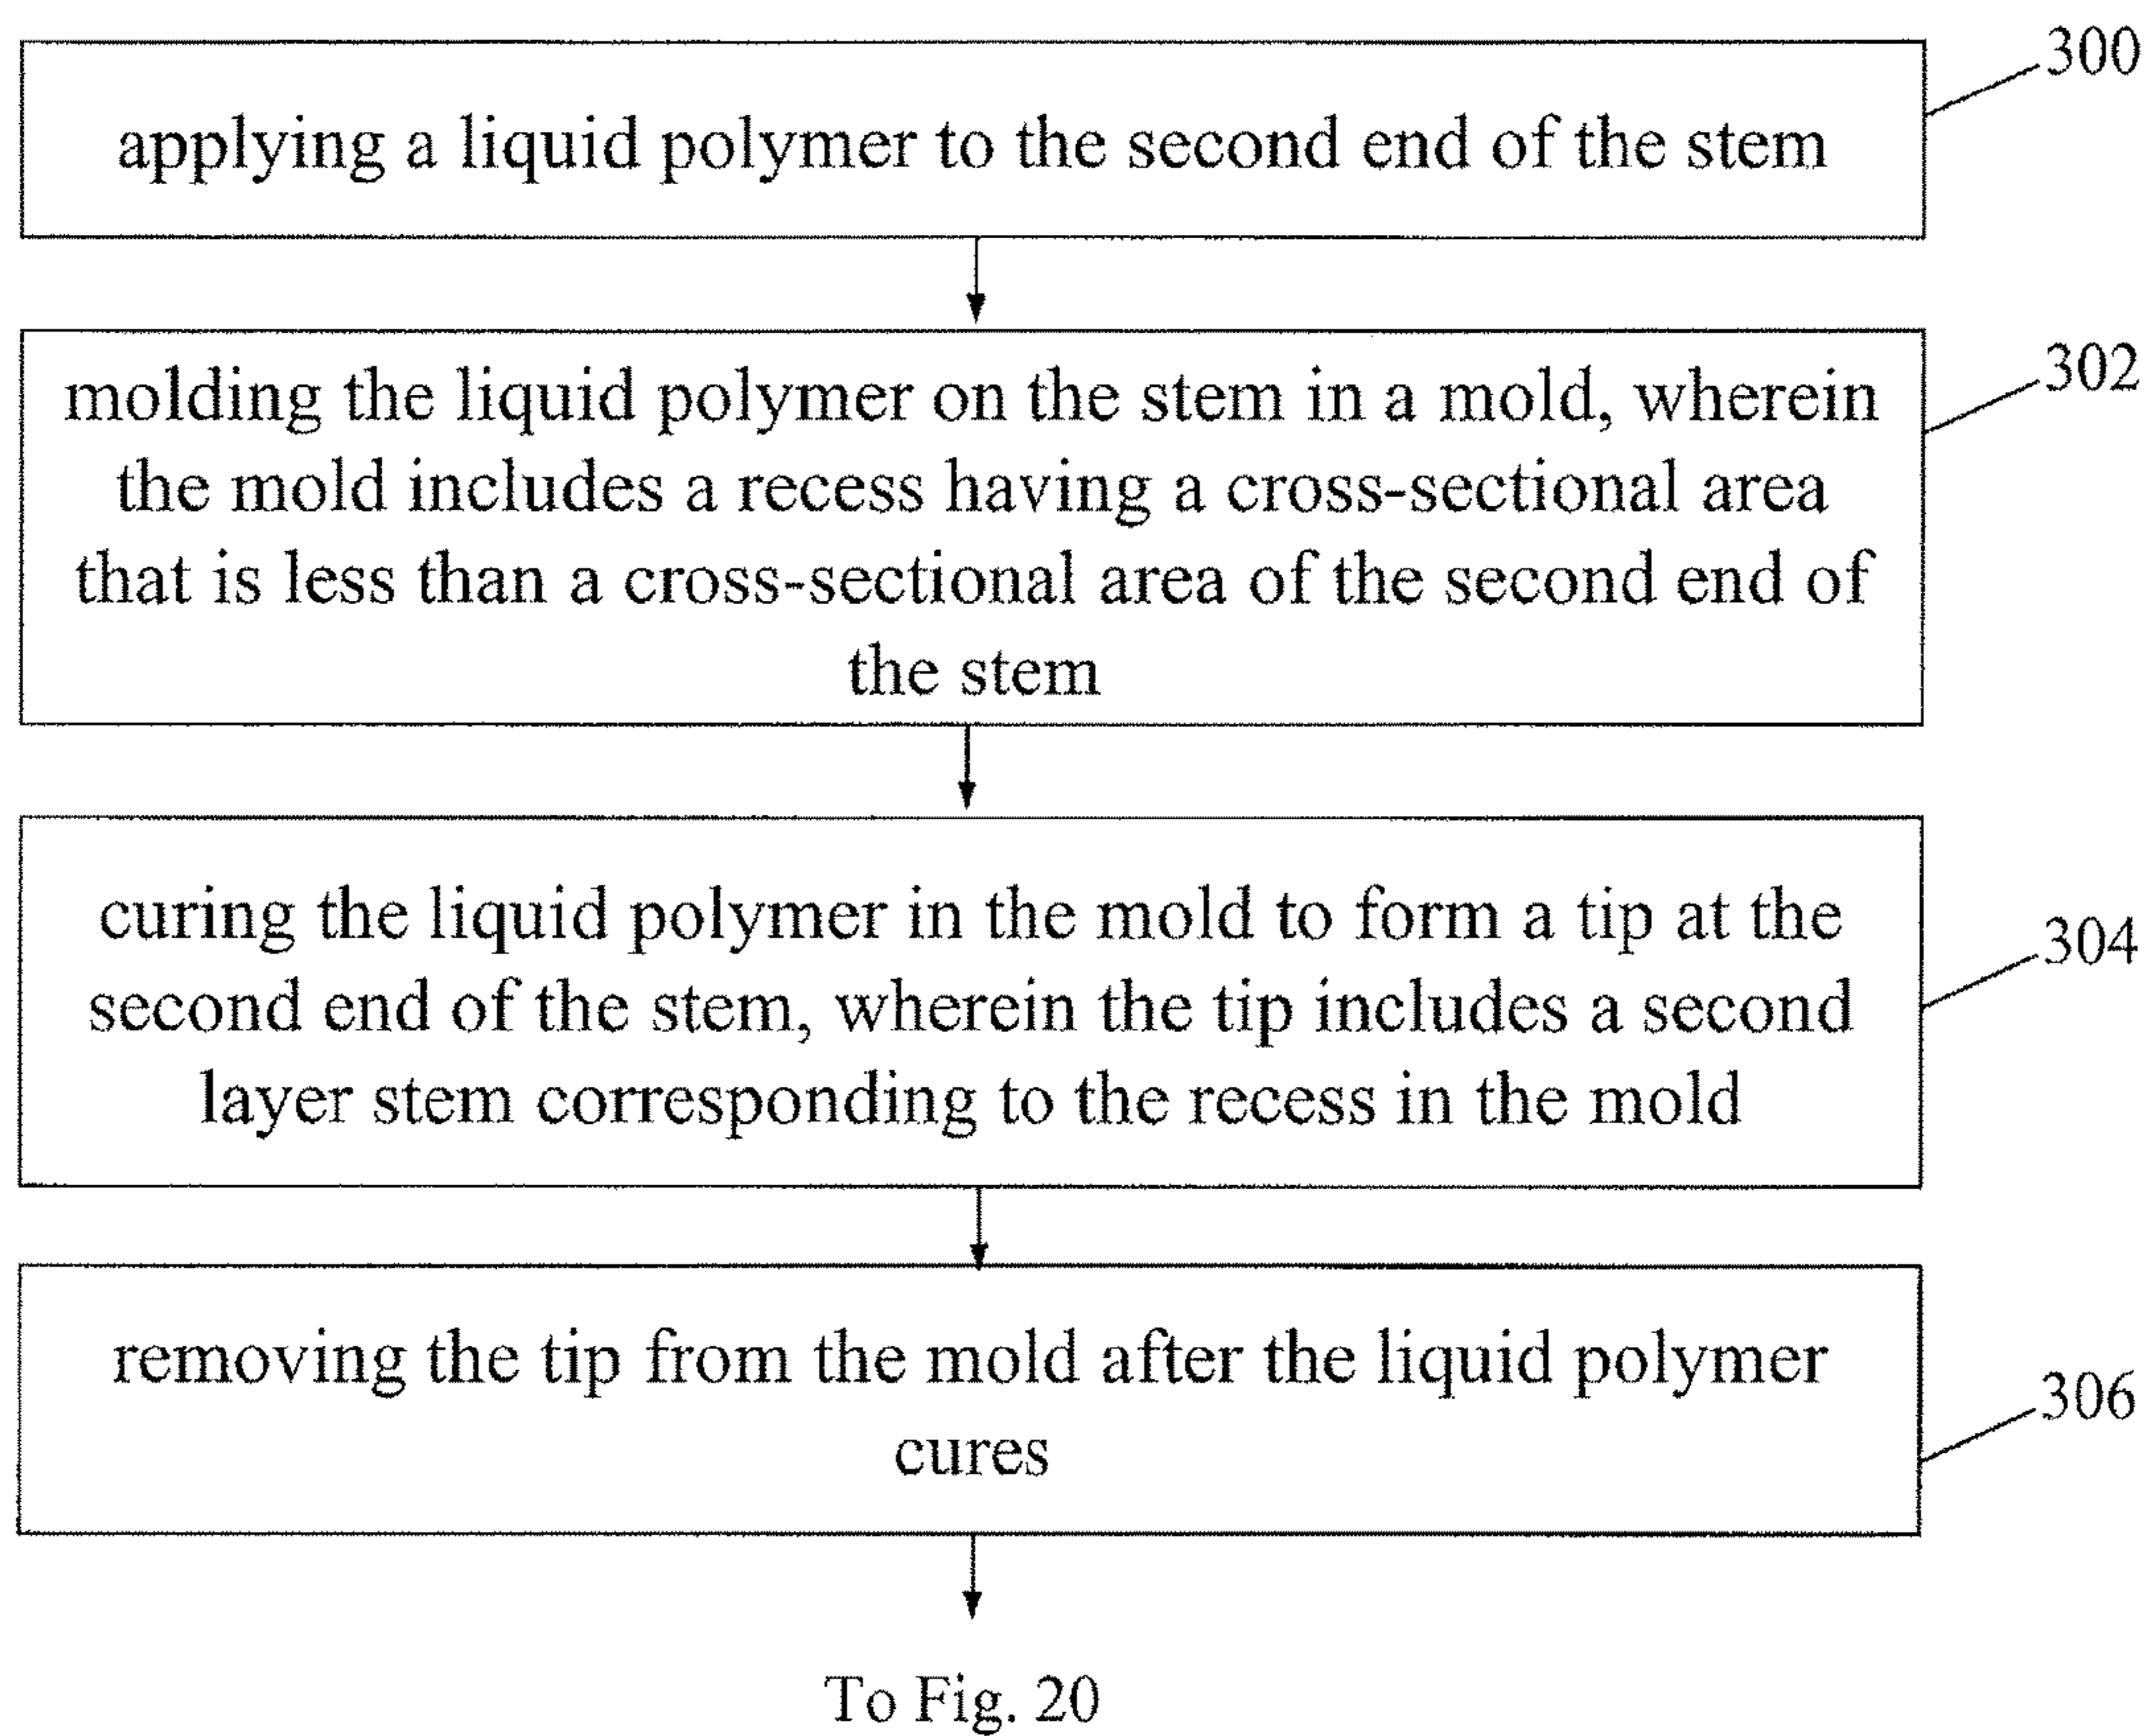 300
applying a liquid polymer to the second end of the stem
302
molding the liquid polymer on the stem in a mold, wherein
the mold includes a recess having a cross-sectional area
that is less than a cross-sectional area of the second end of
the stem
304
curing the liquid polymer in the mold to form a tip at the
second end of the stem, wherein the tip includes a second
layer stem corresponding to the recess in the mold
306
removing the tip from the mold after the liquid polymer
cures
To Fig. 20